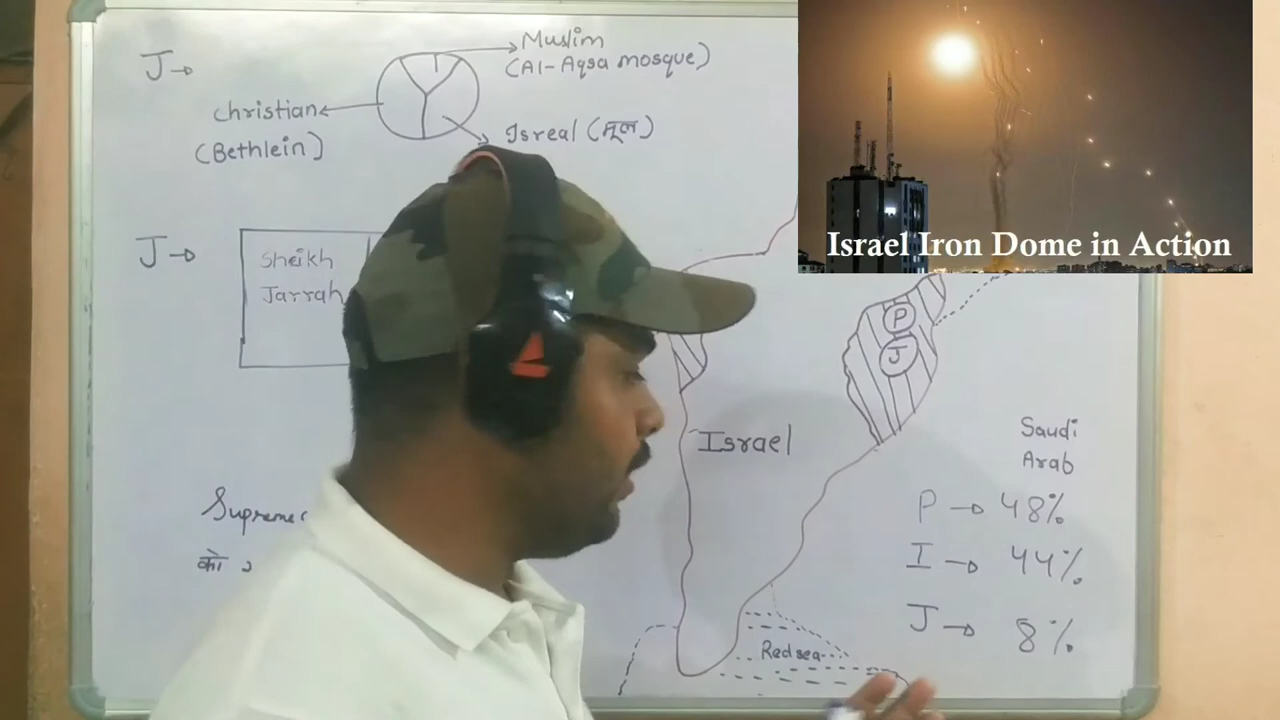 J→
Muslim
(Al-Aqsa mosque)
christian
(Bethlein)
Isreal (मूल)
Israel Iron Dome in Action
J→
Sheikh
Jarrah
P
J
Israel
Saudi
Arab
P → 48%
I → 44%
J → 8%
Red sea
Supreme
को